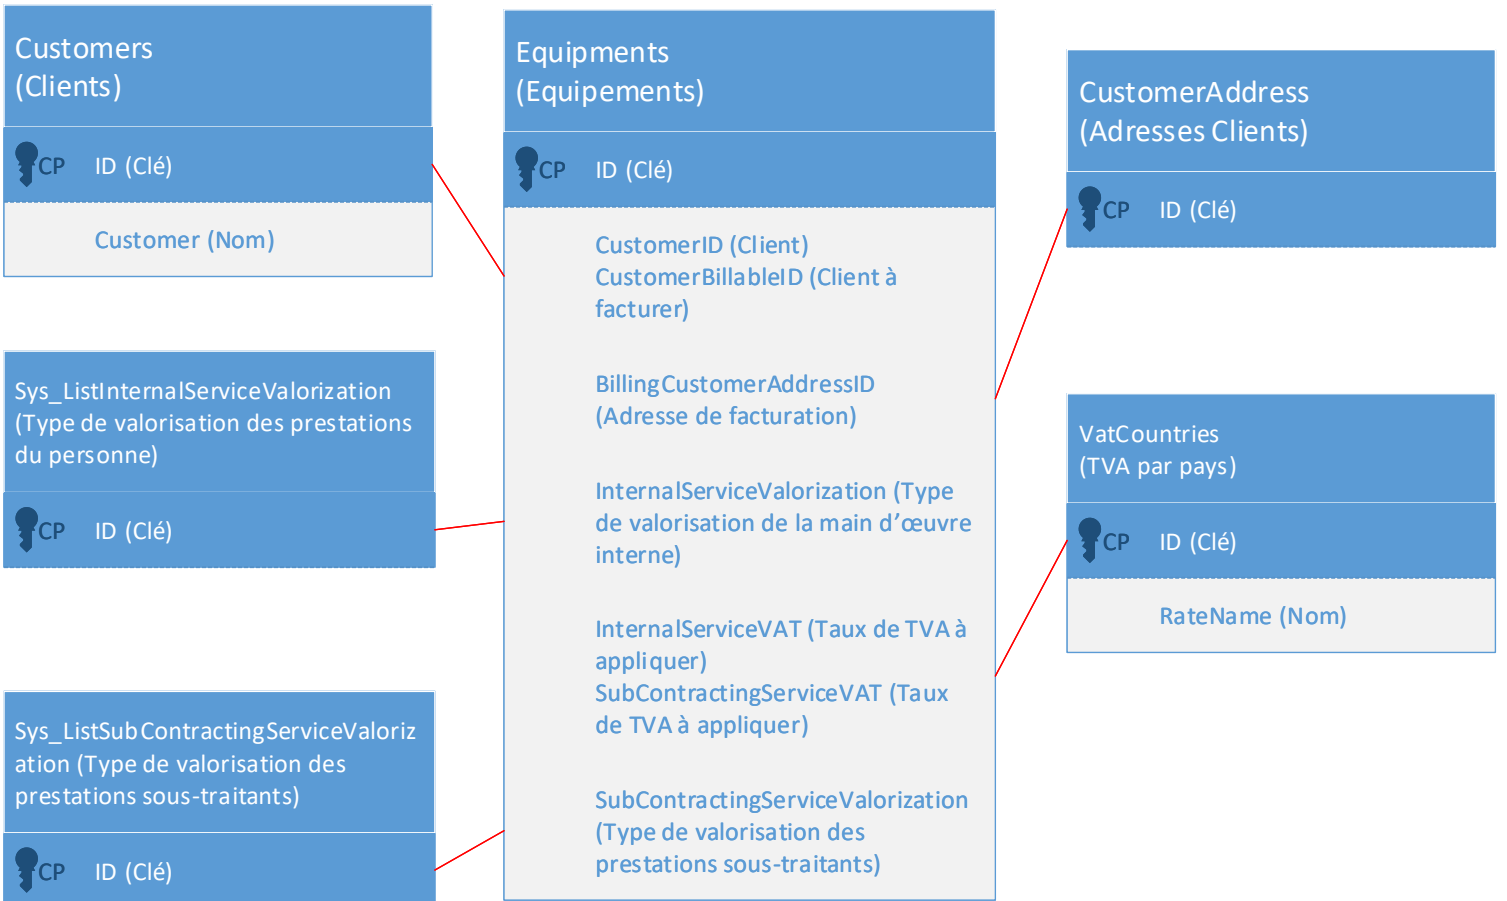 Customers
(Clients)
CP ID (Clé)
Customer (Nom)
Sys_ListInternalServiceValorization
(Type de valorisation des prestations
du personne)
CP ID (Clé)
Sys_ListSubContractingServiceValoriz
ation (Type de valorisation des
prestations sous-traitants)
CP ID (Clé)
Equipments
(Equipements)
CP ID (Clé)
CustomerID (Client)
CustomerBillableID (Client à
facturer)
BillingCustomerAddressID
(Adresse de facturation)
InternalServiceValorization (Type
de valorisation de la main d’œuvre
interne)
InternalServiceVAT (Taux de TVA à
appliquer)
SubContractingServiceVAT (Taux
de TVA à appliquer)
SubContractingServiceValorization
(Type de valorisation des
prestations sous-traitants)
CustomerAddress
(Adresses Clients)
CP ID (Clé)
VatCountries
(TVA par pays)
CP ID (Clé)
RateName (Nom)